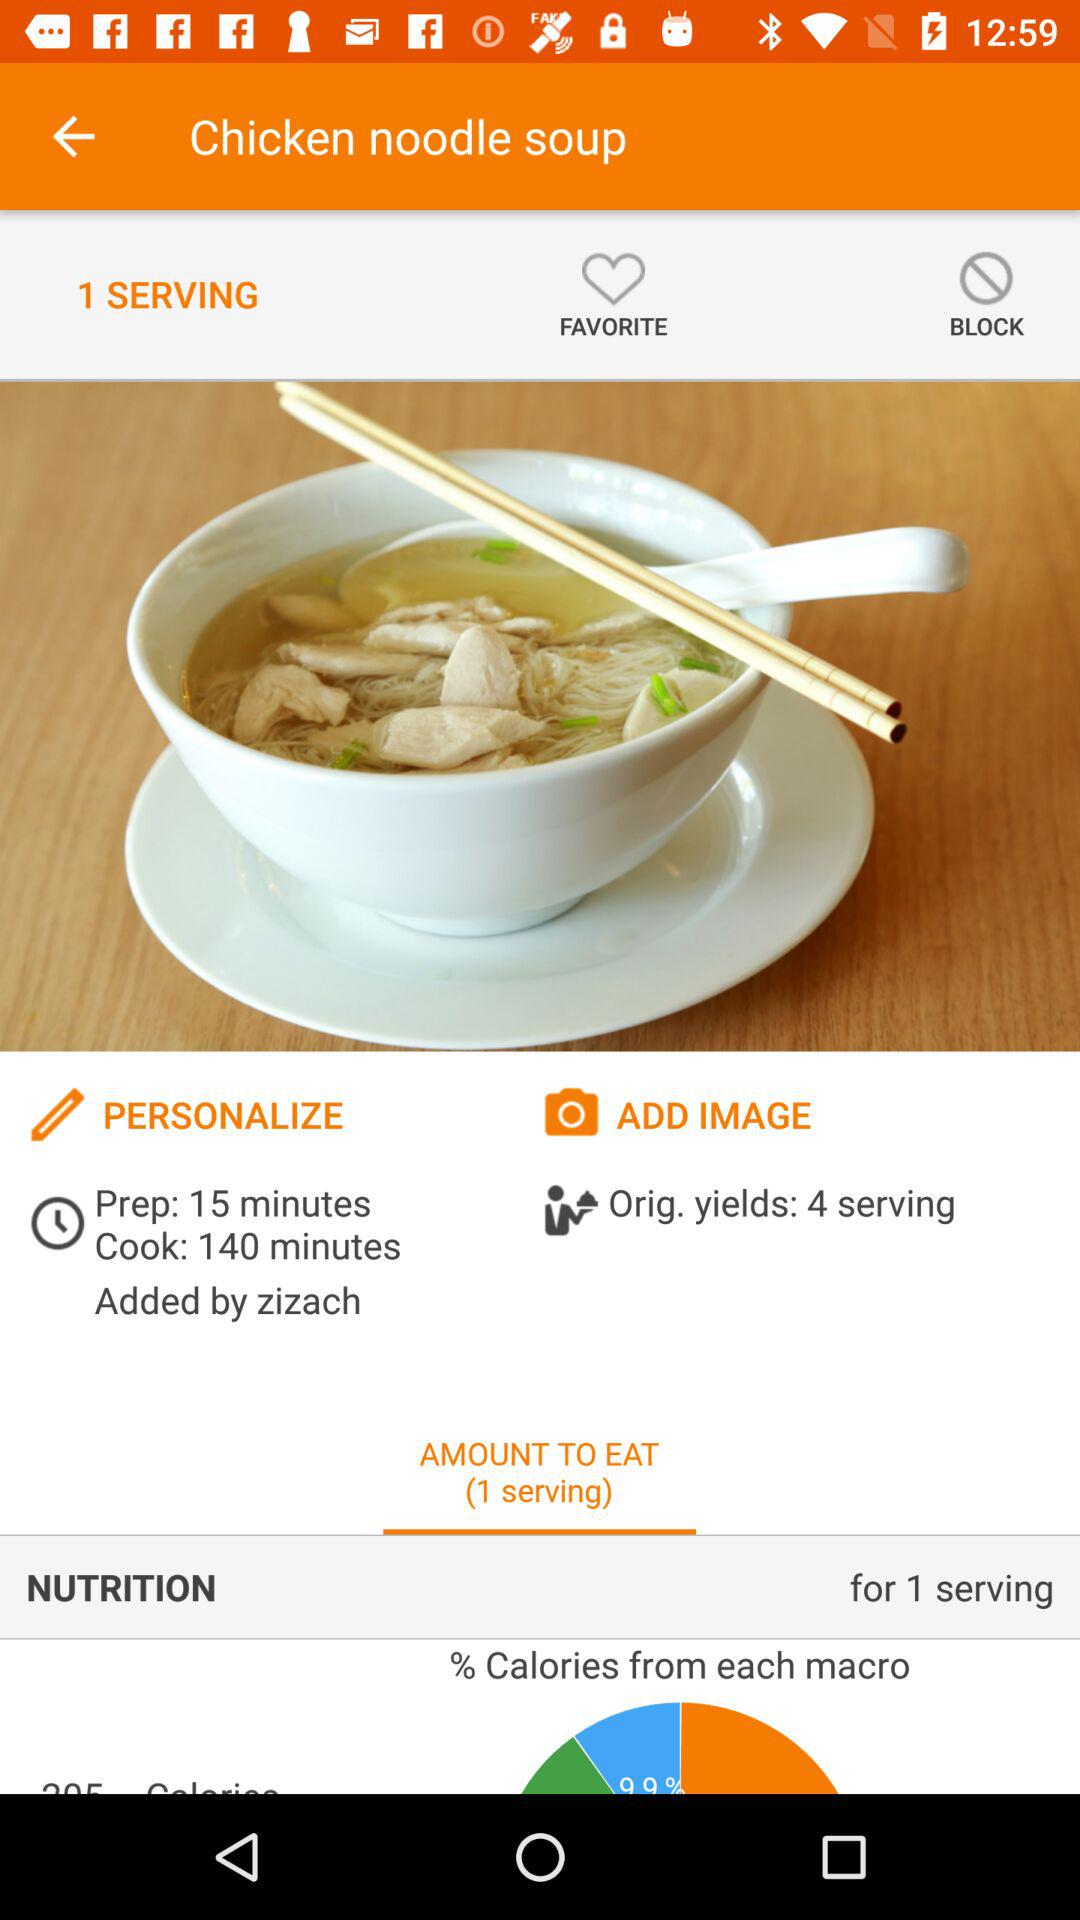 FAKE
12:59
Chicken noodle soup
1 SERVING
FAVORITE
BLOCK
PERSONALIZE
ADD IMAGE
Prep: 15 minutes
Cook: 140 minutes
Orig. yields: 4 serving
Added by zizach
AMOUNT TO EAT
(1 serving)
NUTRITION
for 1 serving
% Calories from each macro
9.9 %
Calories